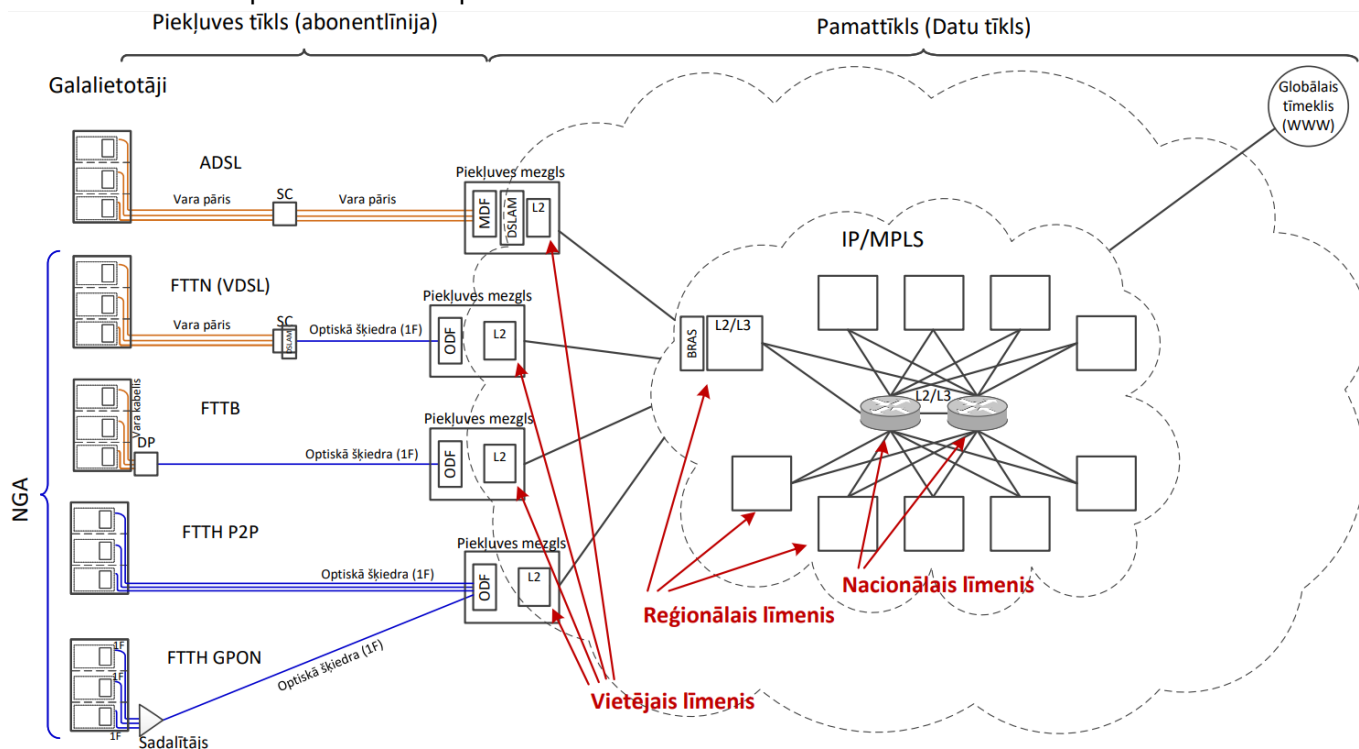 Piekļuves tīkls (abonentlīnija)
Pamattīkls (Datu tīkls)
Galalietotāji
Globālais
tīmeklis
(WWW)
ADSL
Vara pāris
SC
Vara pāris
Piekļuves mezgls
MDF
DSLAM
L2
IP/MPLS
NGA
FTTN (VDSL)
Vara pāris
SC
DSLAM
Optiskā šķiedra (1F)
Piekļuves mezgls
ODF
L2
BRAS
L2/L3
L2/L3
FTTB
Vara kabelis
DP
Optiskā šķiedra (1F)
Piekļuves mezgls
ODF
L2
FTTH P2P
Optiskā šķiedra (1F)
Piekļuves mezgls
ODF
L2
Nacionālais līmenis
Reģionālais līmenis
Vietējais līmenis
FTTH GPON
1F
1F
1F
Optiskā šķiedra (1F)
Sadalītājs